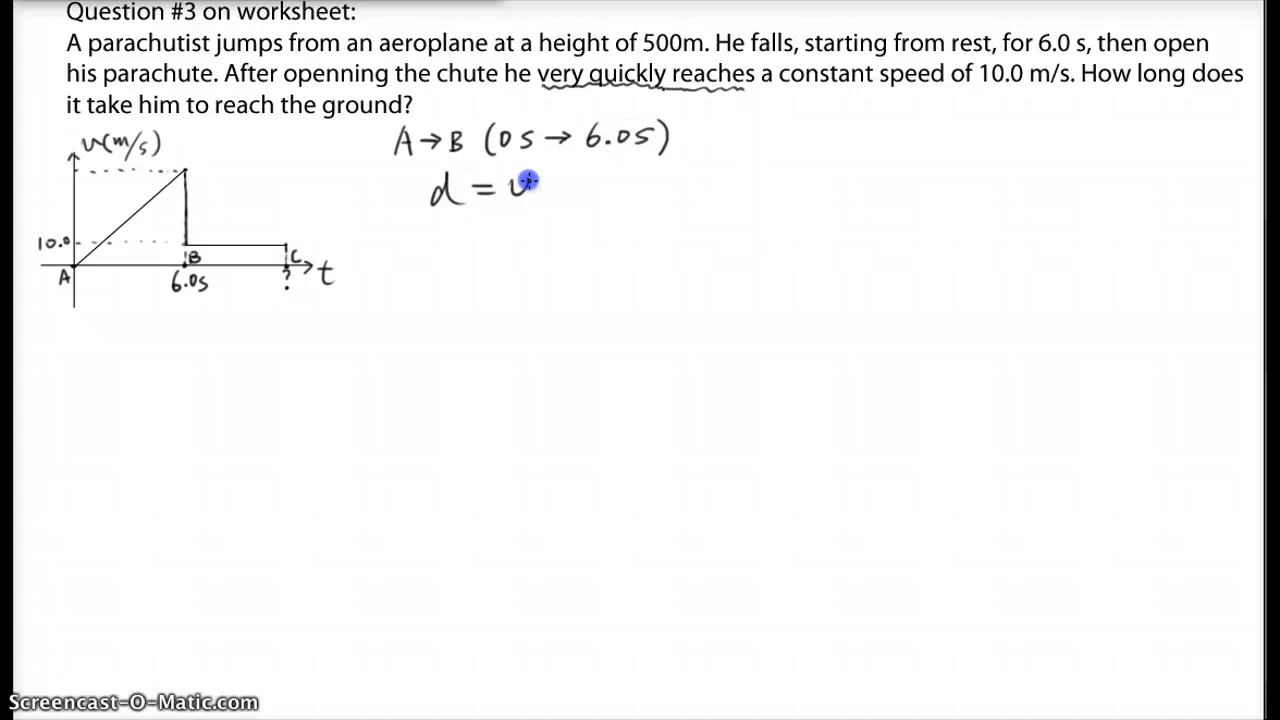 Question #3 on worksheet:
A parachutist jumps from an aeroplane at a height of 500m. He falls, starting from rest, for 6.0 s, then open
his parachute. After openning the chute he very quickly reaches a constant speed of 10.0 m/s. How long does
it take him to reach the ground?
v(m/s)
A → B (0s → 6.0s)
d = v
10.0
B
C
A
6.0s
?
t
Screencast-O-Matic.com